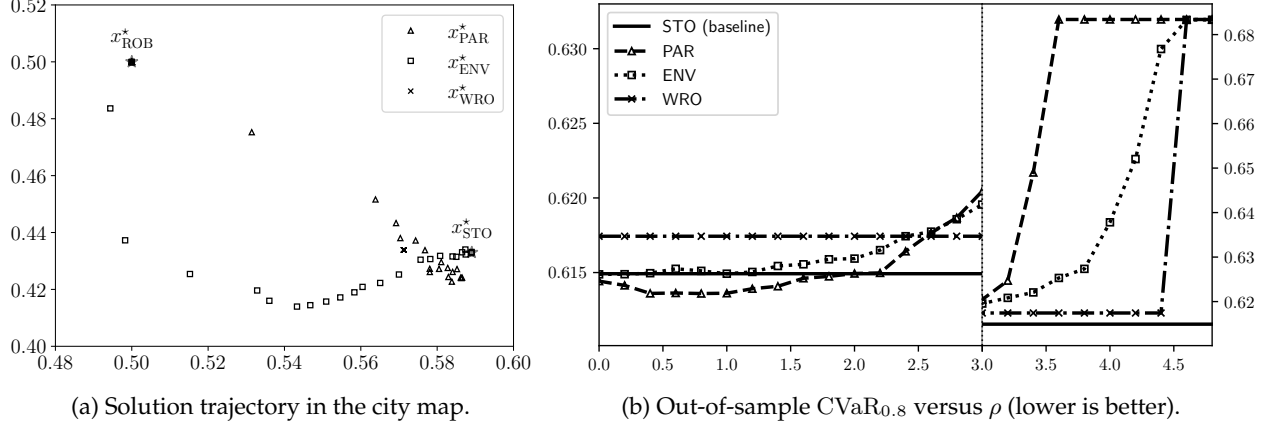 0.52
0.50
0.48
0.46
0.44
0.42
0.40
0.48 0.50 0.52 0.54 0.56 0.58 0.60
x*ROB
x*STO
x*PAR
x*ENV
x*WRO
(a) Solution trajectory in the city map.
0.630
0.625
0.620
0.615
STO (baseline)
PAR
ENV
WRO
0.68
0.67
0.66
0.65
0.64
0.63
0.62
0.0 0.5 1.0 1.5 2.0 2.5 3.0 3.0 3.5 4.0 4.5
(b) Out-of-sample CVaR0.8 versus ρ (lower is better).